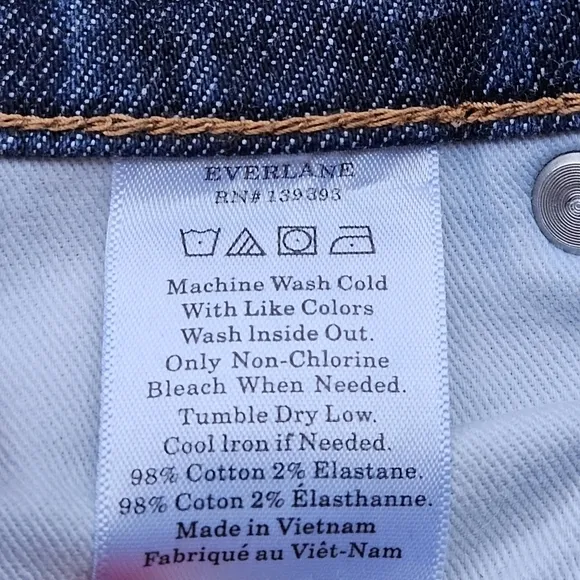 EVERLANE
RN# 139393
Machine Wash Cold
With Like Colors
Wash Inside Out.
Only Non-Chlorine
Bleach When Needed.
Tumble Dry Low.
Cool Iron if Needed.
98% Cotton 2% Elastane.
98% Coton 2% Élasthanne.
Made in Vietnam
Fabriqué au Viêt-Nam